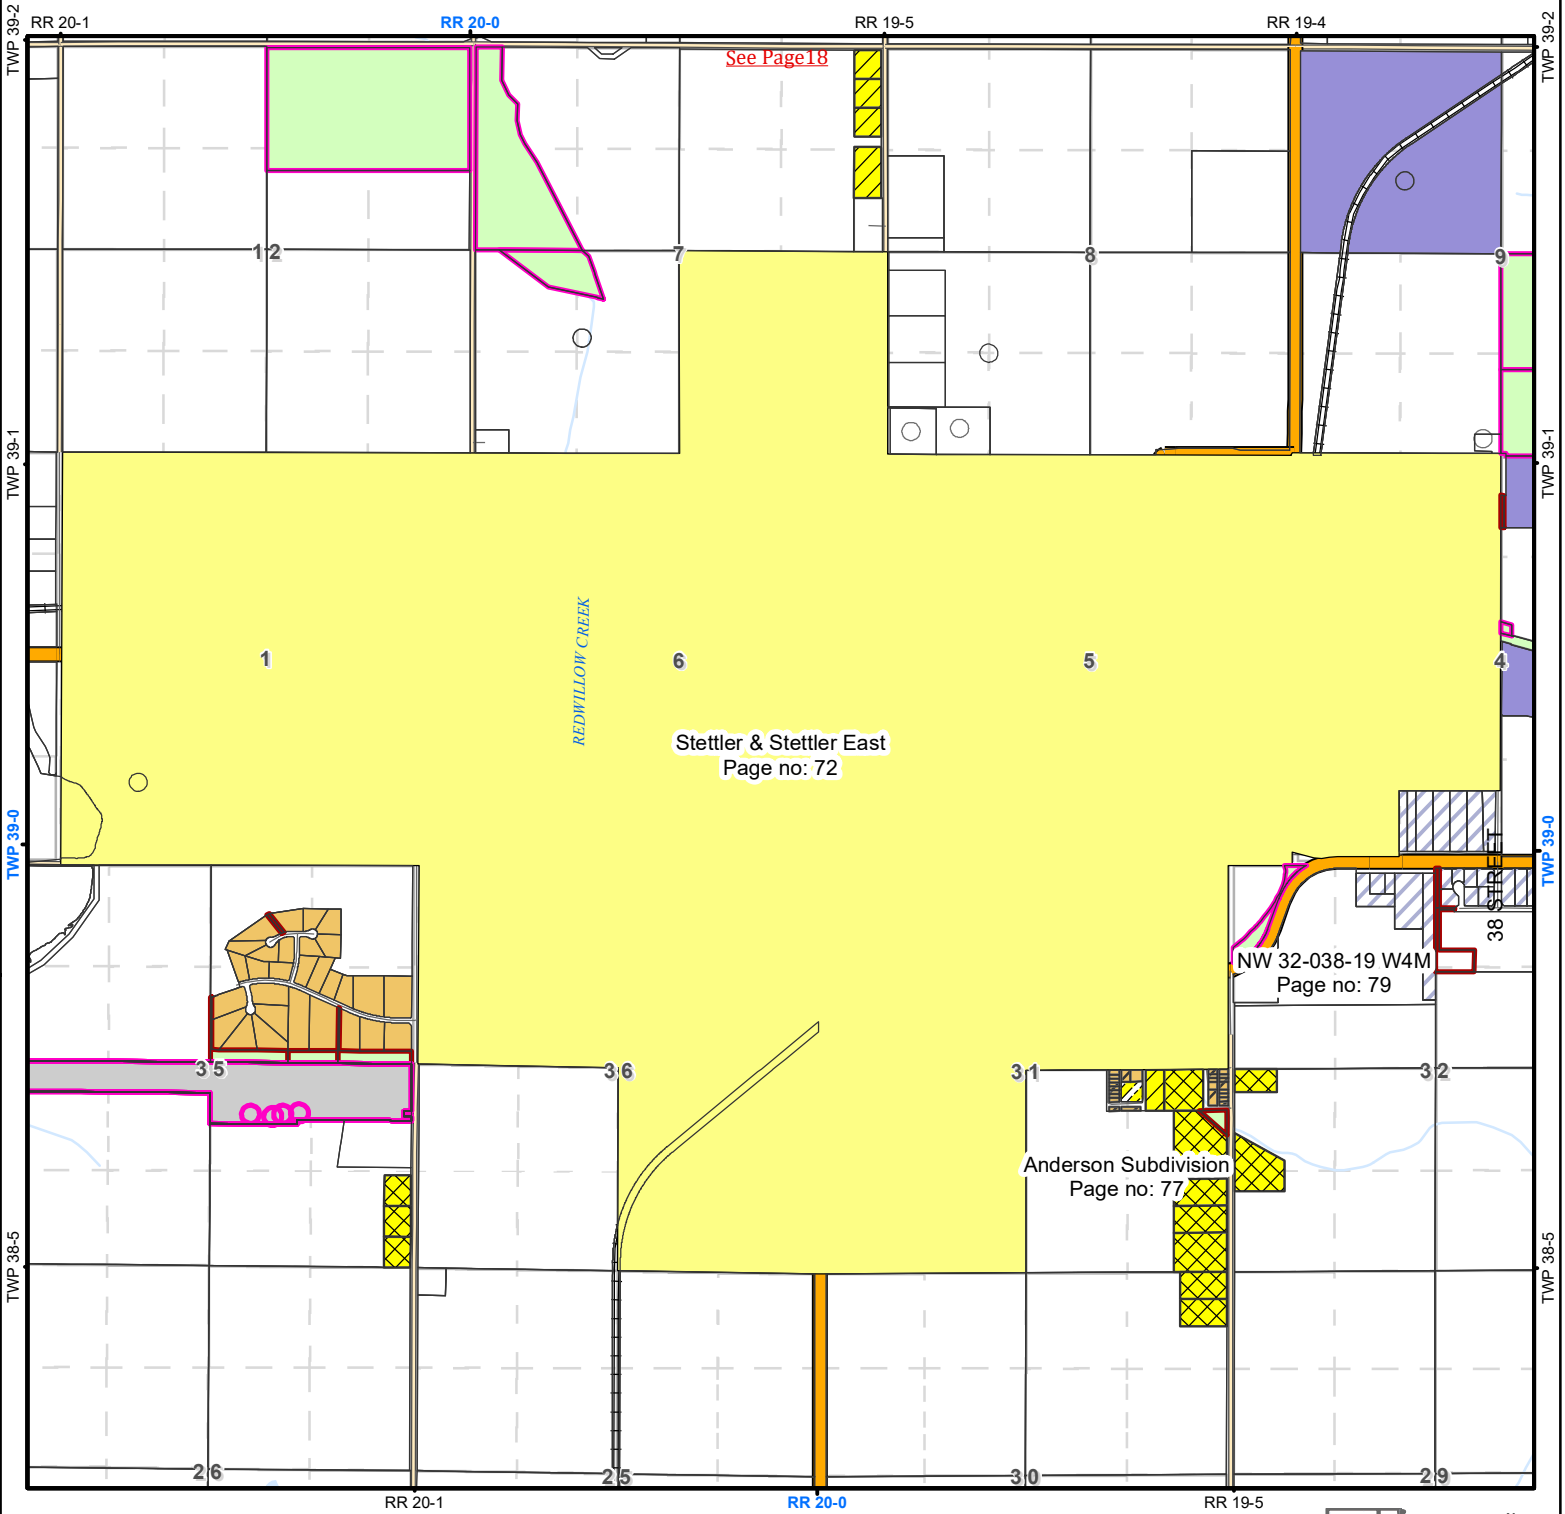 RR 20-1
RR 20-0
RR 19-5
RR 19-4
TWP 39-2
TWP 39-2
See Page18
12
7
8
9
TWP 39-1
TWP 39-1
REDWILLOW CREEK
1
6
5
4
Stettler & Stettler East
Page no: 72
TWP 39-0
TWP 39-0
38 STREET
NW 32-038-19 W4M
Page no: 79
35
36
31
32
Anderson Subdivision
Page no: 77
TWP 38-5
TWP 38-5
26
25
30
29
RR 20-1
RR 20-0
RR 19-5